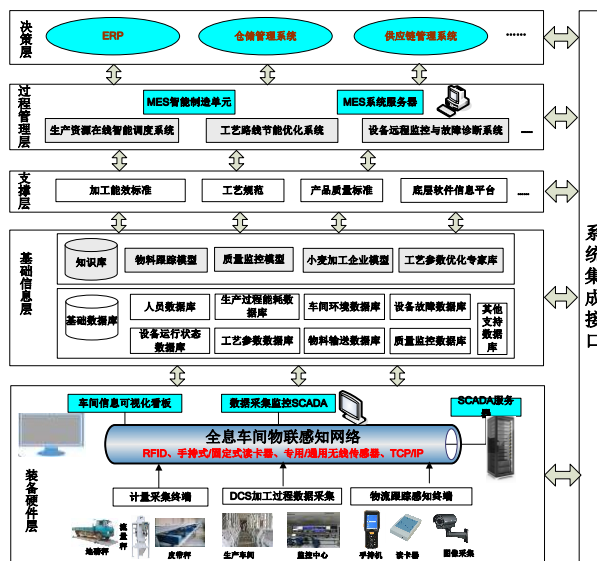 决策层
ERP
仓储管理系统
供应链管理系统
......
过程管理层
MES智能制造单元
MES系统服务器
生产资源在线智能调度系统
工艺路线节能优化系统
设备远程监控与故障诊断系统
支撑层
加工能效标准
工艺规范
产品质量标准
底层软件信息平台
......
基础信息层
知识库
物料跟踪模型
质量监控模型
小麦加工企业模型
工艺参数优化专家库
基础数据库
人员数据库
生产过程能耗数
据库
车间环境数据库
设备故障数据库
设备运行状态
数据库
工艺参数数据库
物料输送数据库
质量监控数据库
其他
支持
数据
库
装备硬件层
车间信息可视化看板
数据采集监控SCADA
SCADA服务
器
全息车间物联感知网络
RFID、手持式/固定式读卡器、专用/通用无线传感器、TCP/IP
计量采集终端
DCS加工过程数据采集
物流跟踪感知终端
地磅秤
流量秤
皮带秤
生产车间
监控中心
手持机
读卡器
图像采集
系统集成接口